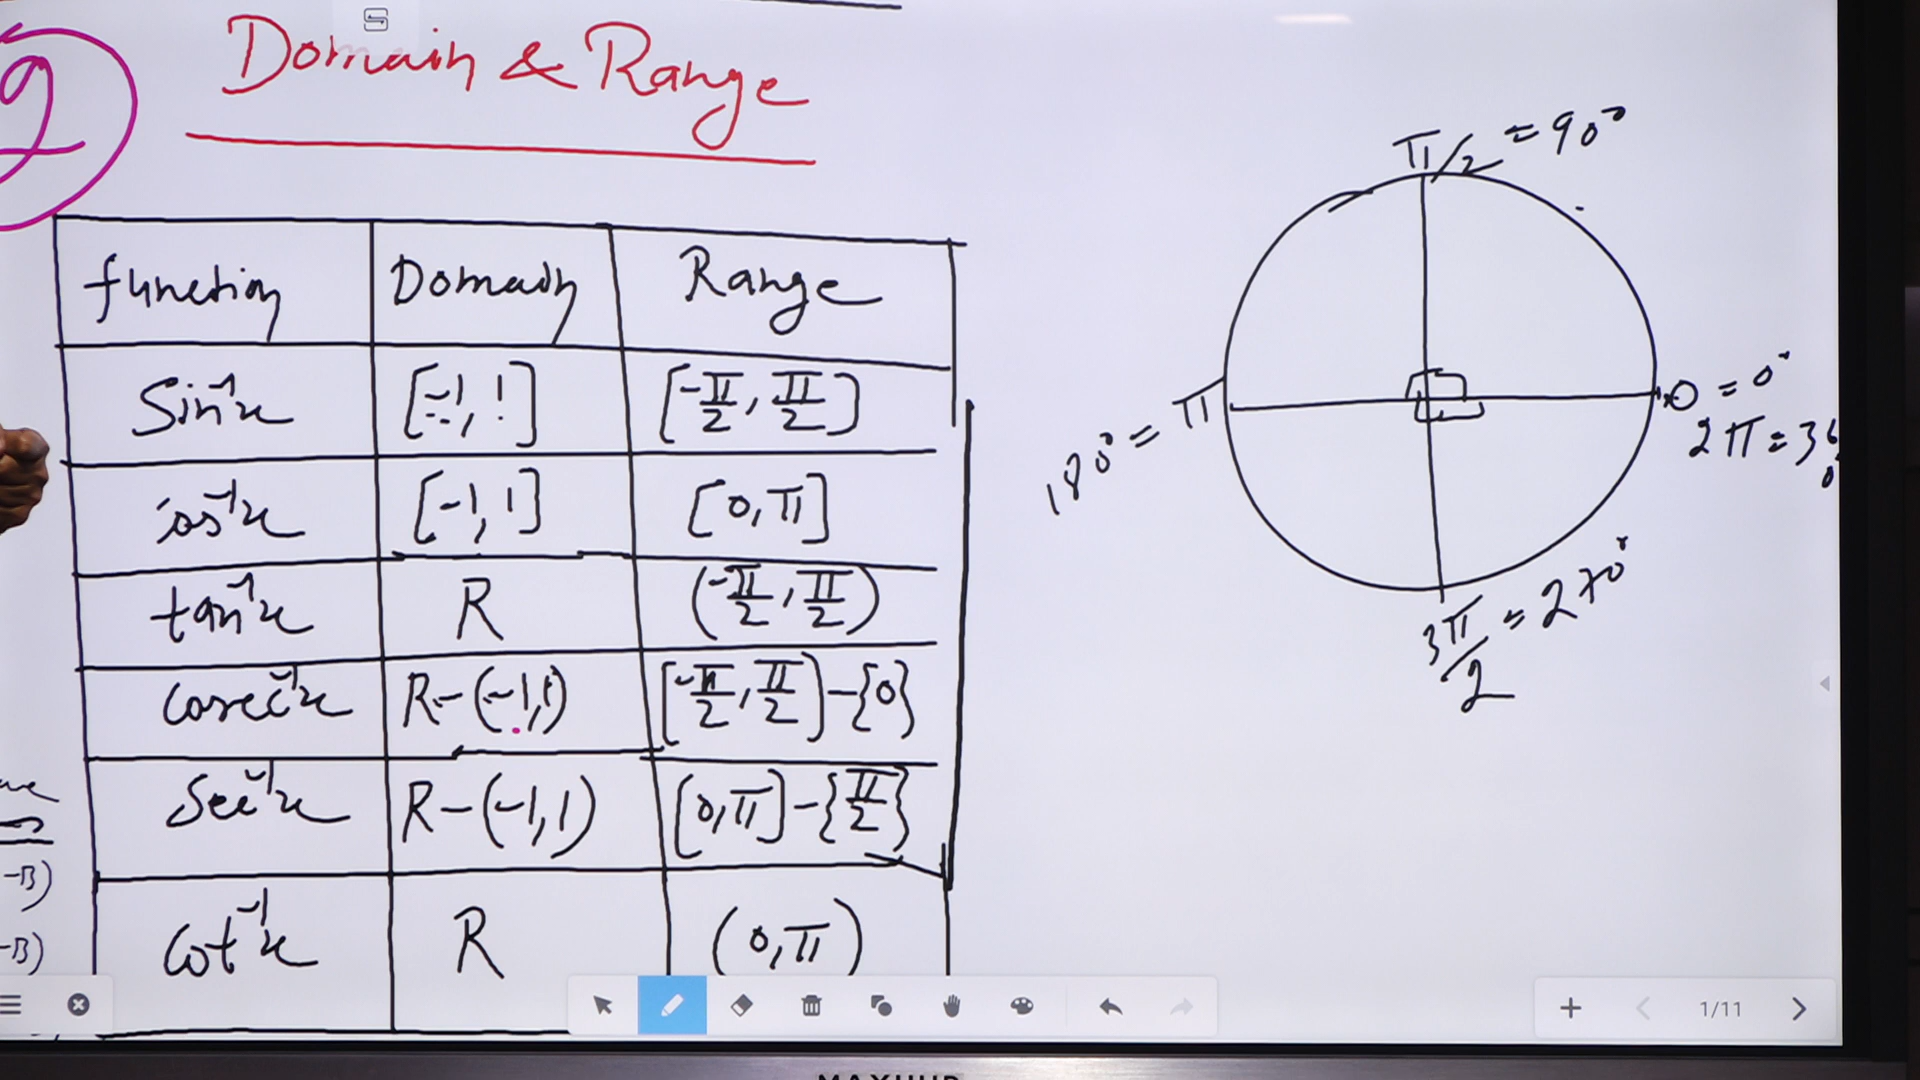 9
Domain & Range
function Domain Range
Sin⁻¹x [-1, 1] [-π/2, π/2]
cos⁻¹x [-1, 1] [0, π]
tan⁻¹x R (-π/2, π/2)
cosec⁻¹x R-(-1,1) [-π/2, π/2]-{0}
Sec⁻¹x R-(-1,1) [0,π]-{π/2}
cot⁻¹x R (0,π)
-B)
-B)
π/2 = 90°
0 = 0°
2π = 360°
180° = π
3π/2 = 270°
1/11